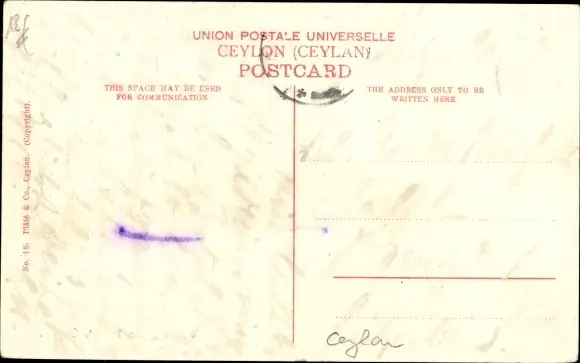 UNION POSTALE UNIVERSELLE
CEYLON (CEYLAN)
POSTCARD
THIS SPACE MAY BE USED
FOR COMMUNICATION
THE ADDRESS ONLY TO BE
WRITTEN HERE
No. 18. Plâté & Co., Ceylon. (Copyright).
Ceylon